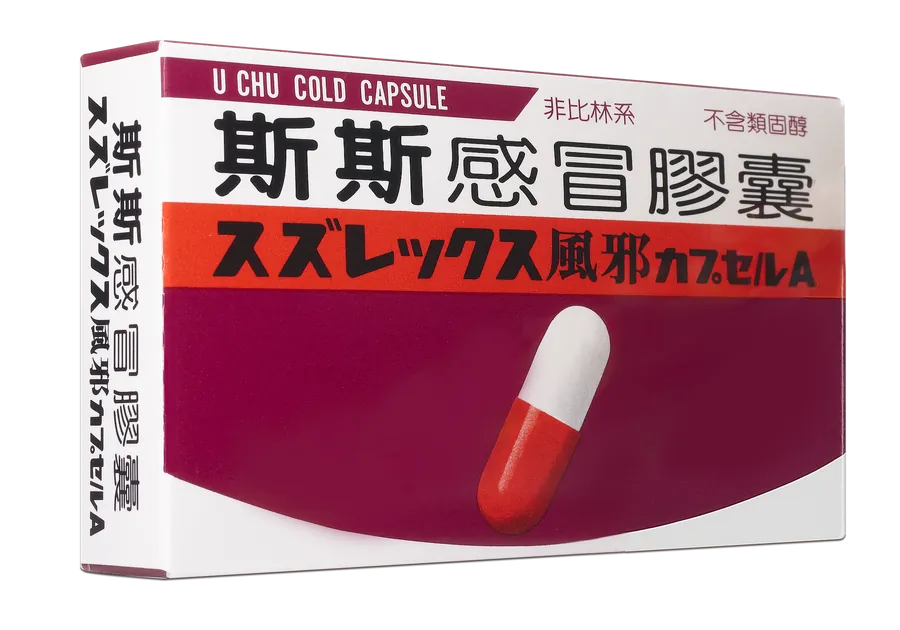 U CHU COLD CAPSULE
非比林系
不含類固醇
斯斯感冒膠囊
スズレックス風邪カプセルA
斯斯感冒膠囊
スズレックス風邪カプセルA